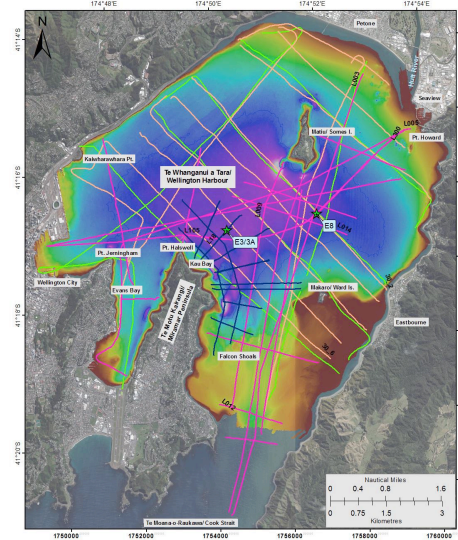 174°48'E
174°50'E
174°52'E
174°54'E
N
41°14'S
Petone
Hutt River
L003
Seaview
L005
L300
Pt. Howard
Matiu/ Somes I.
Kaiwharawhara Pt.
41°16'S
Te Whanganui a Tara/
Wellington Harbour
L007
E8
L014
E3/3A
Pt. Halswell
Pt. Jerningham
Kau Bay
Wellington City
Evans Bay
Makaro/ Ward Is.
41°18'S
Te Motu Kairangi/
Miramar Peninsula
Eastbourne
Falcon Shoals
L012
41°20'S
Nautical Miles
0 0.4 0.8 1.6
0 0.75 1.5 3
Kilometres
Te Moana-o-Raukawa/ Cook Strait
1750000
1752000
1754000
1756000
1758000
1760000